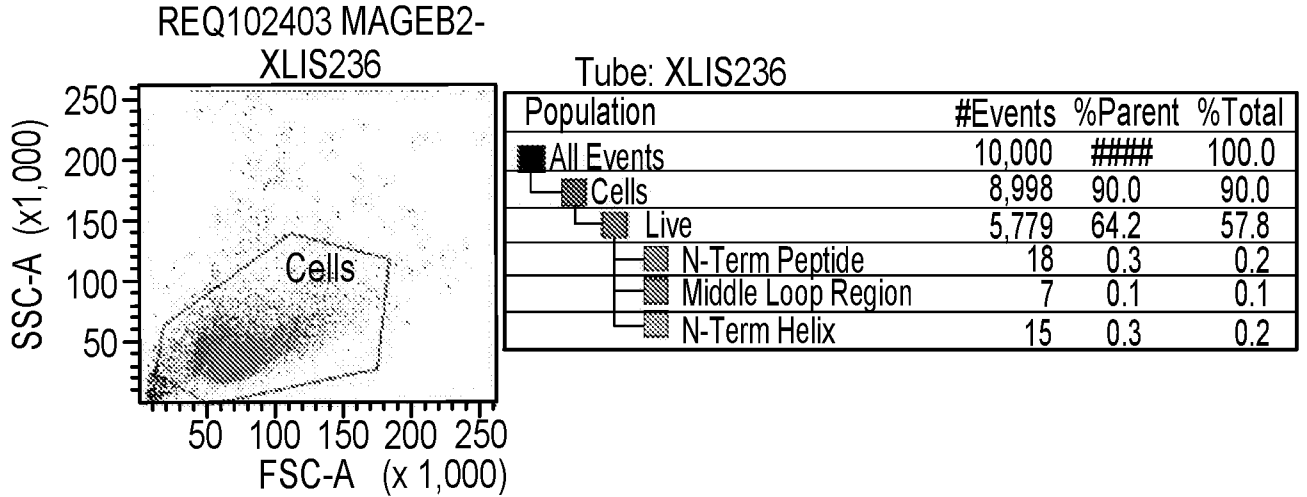 REQ102403 MAGEB2-
XLIS236
250
200
150
100
50
SSC-A (x1,000)
Cells
50 100 150 200 250
FSC-A (x 1,000)
Tube: XLIS236
Population #Events %Parent %Total
All Events 10,000 #### 100.0
Cells 8,998 90.0 90.0
Live 5,779 64.2 57.8
N-Term Peptide 18 0.3 0.2
Middle Loop Region 7 0.1 0.1
N-Term Helix 15 0.3 0.2